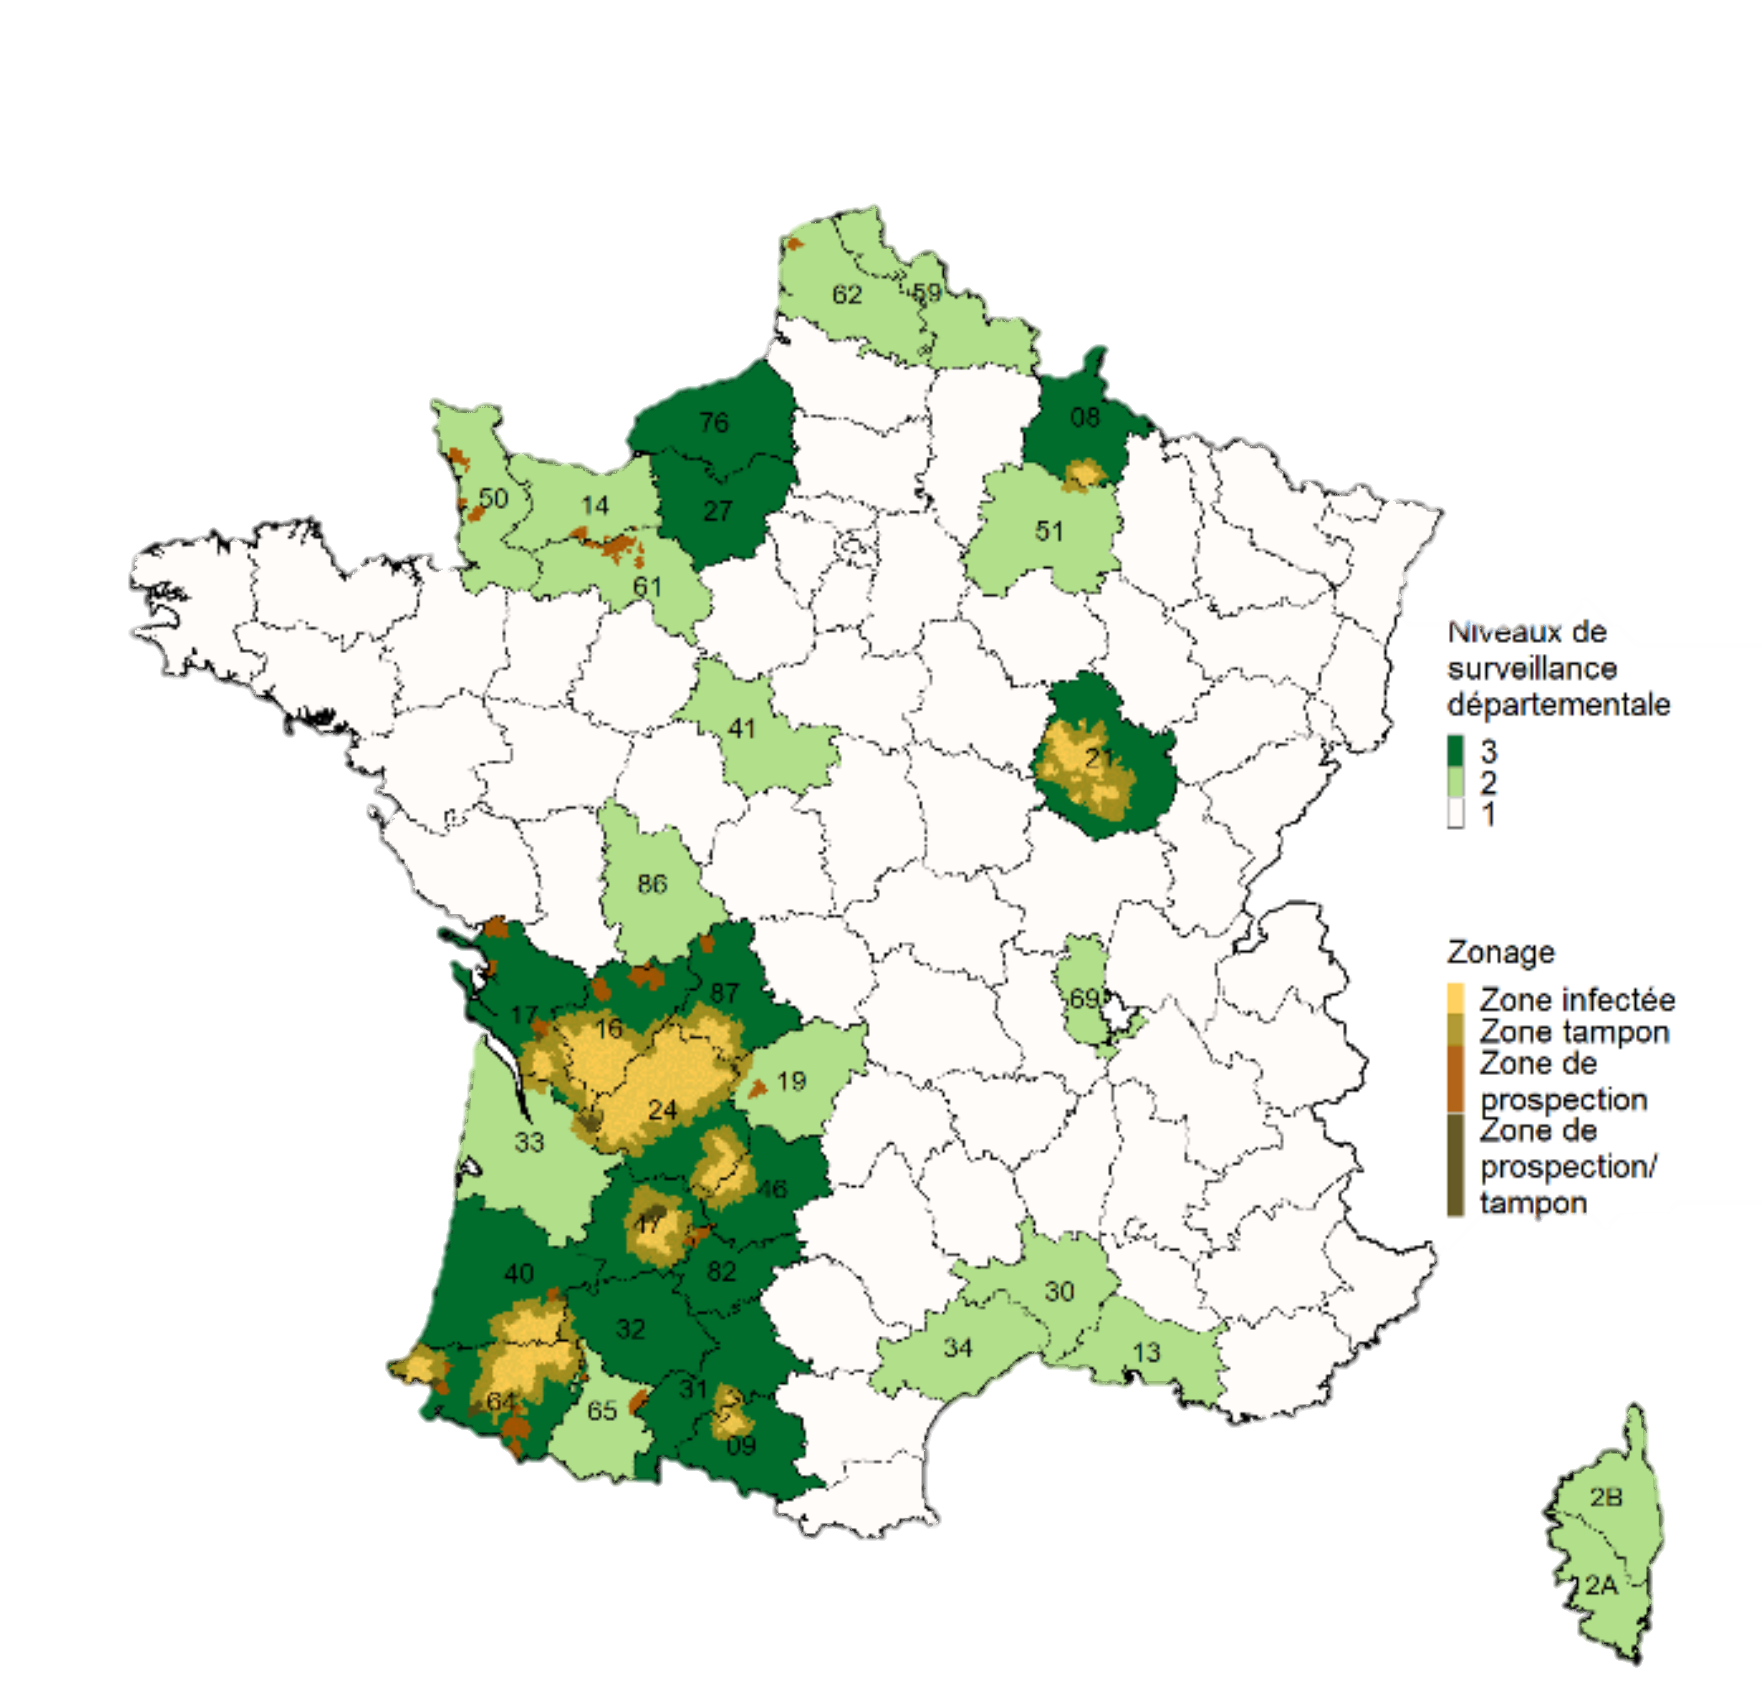 62
59
76
08
50
14
27
51
61
41
21
86
87
17
16
69
19
24
33
46
47
40
82
30
32
34
13
31
64
65
09
2B
2A
Niveaux de
surveillance
départementale
3
2
1
Zonage
Zone infectée
Zone tampon
Zone de
prospection
Zone de
prospection/
tampon